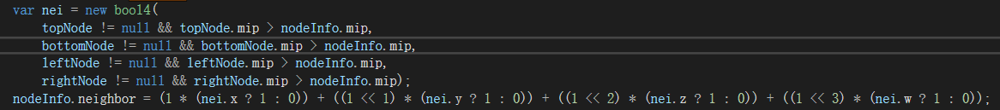 var nei = new bool4(
    topNode != null && topNode.mip > nodeInfo.mip,
    bottomNode != null && bottomNode.mip > nodeInfo.mip,
    leftNode != null && leftNode.mip > nodeInfo.mip,
    rightNode != null && rightNode.mip > nodeInfo.mip);
nodeInfo.neighbor = (1 * (nei.x ? 1 : 0)) + ((1 << 1) * (nei.y ? 1 : 0)) + ((1 << 2) * (nei.z ? 1 : 0)) + ((1 << 3) * (nei.w ? 1 : 0));